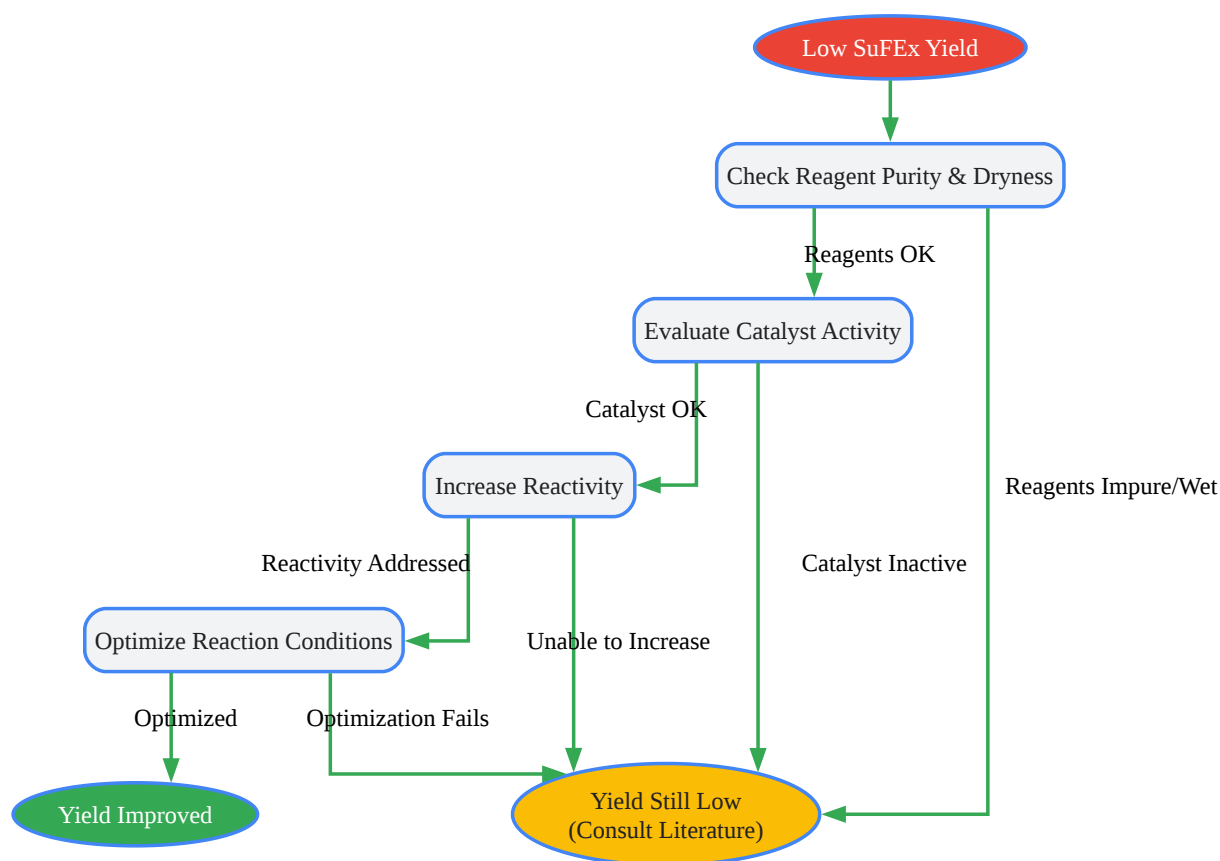 Low SuFEx Yield
Check Reagent Purity & Dryness
Reagents OK
Evaluate Catalyst Activity
Catalyst OK
Increase Reactivity
Reagents Impure/Wet
Reactivity Addressed
Catalyst Inactive
Optimize Reaction Conditions
Unable to Increase
Optimized
Optimization Fails
Yield Improved
Yield Still Low
(Consult Literature)